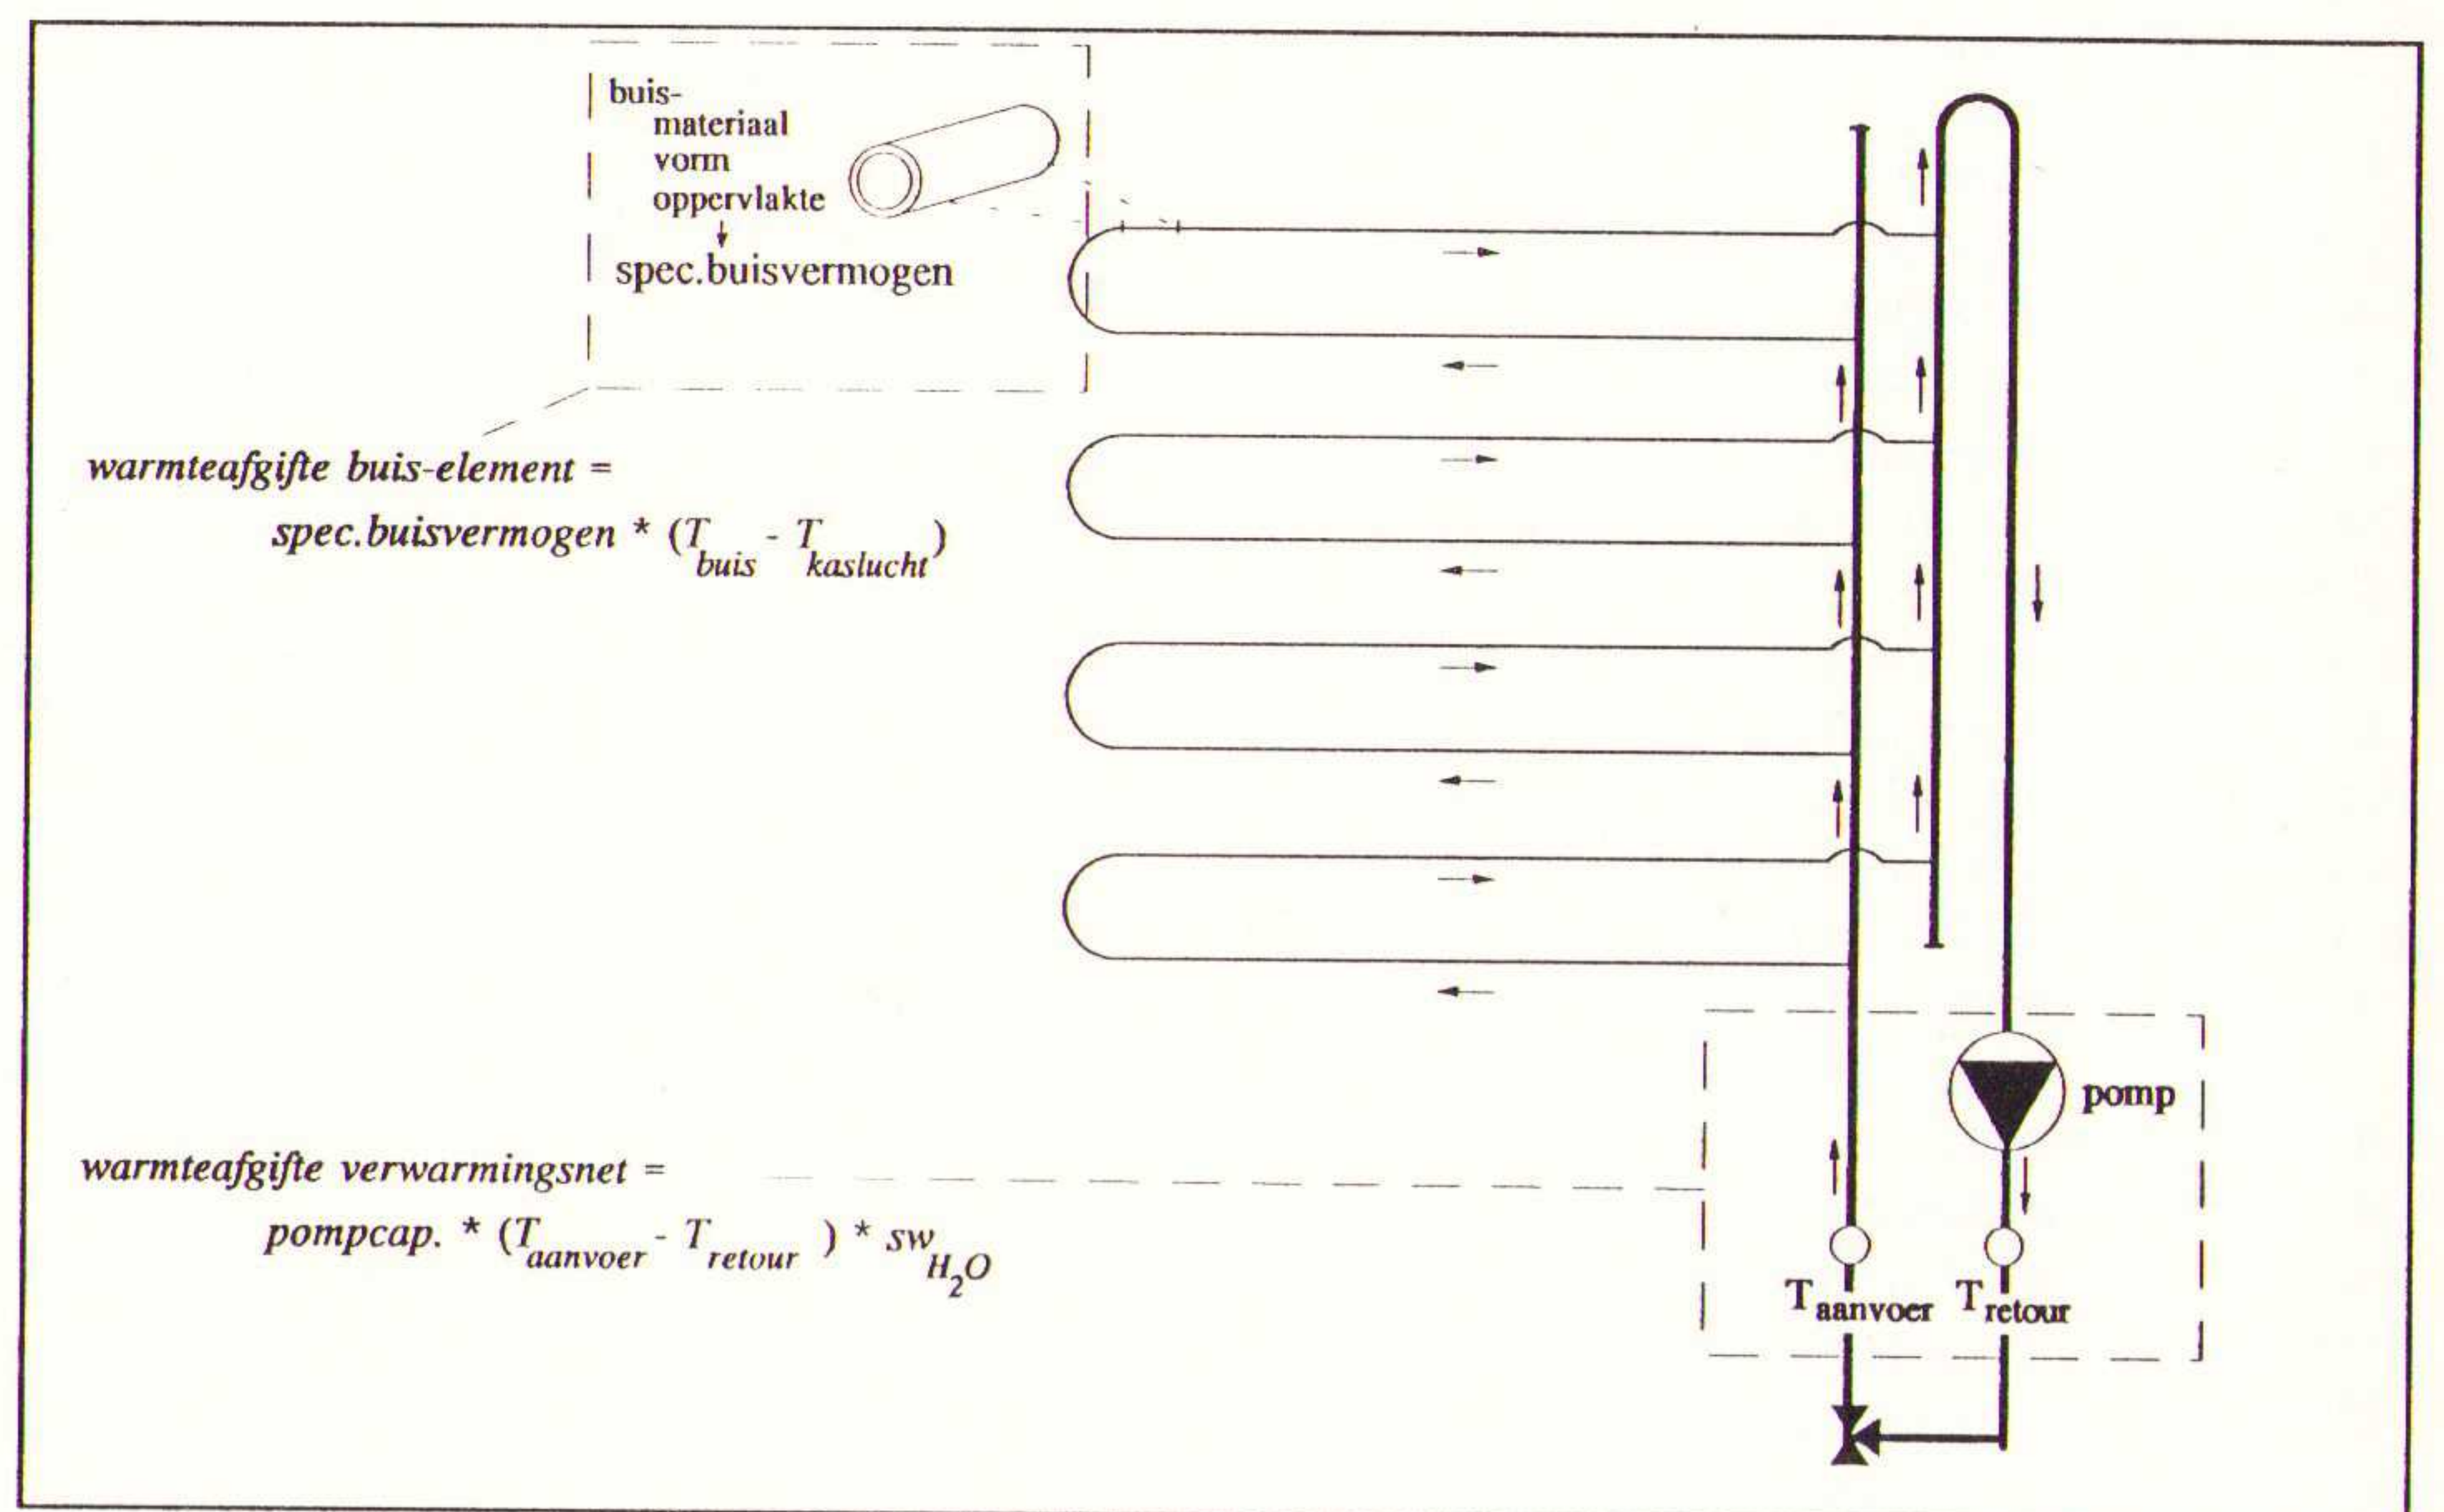 buis-
materiaal
vorm
oppervlakte
spec.buisvermogen
warmteafgifte buis-element =
spec.buisvermogen * (T buis - T kaslucht)
warmteafgifte verwarmingsnet =
pompcap. * (T aanvoer - T retour ) * sw H2O
pomp
T aanvoer T retour